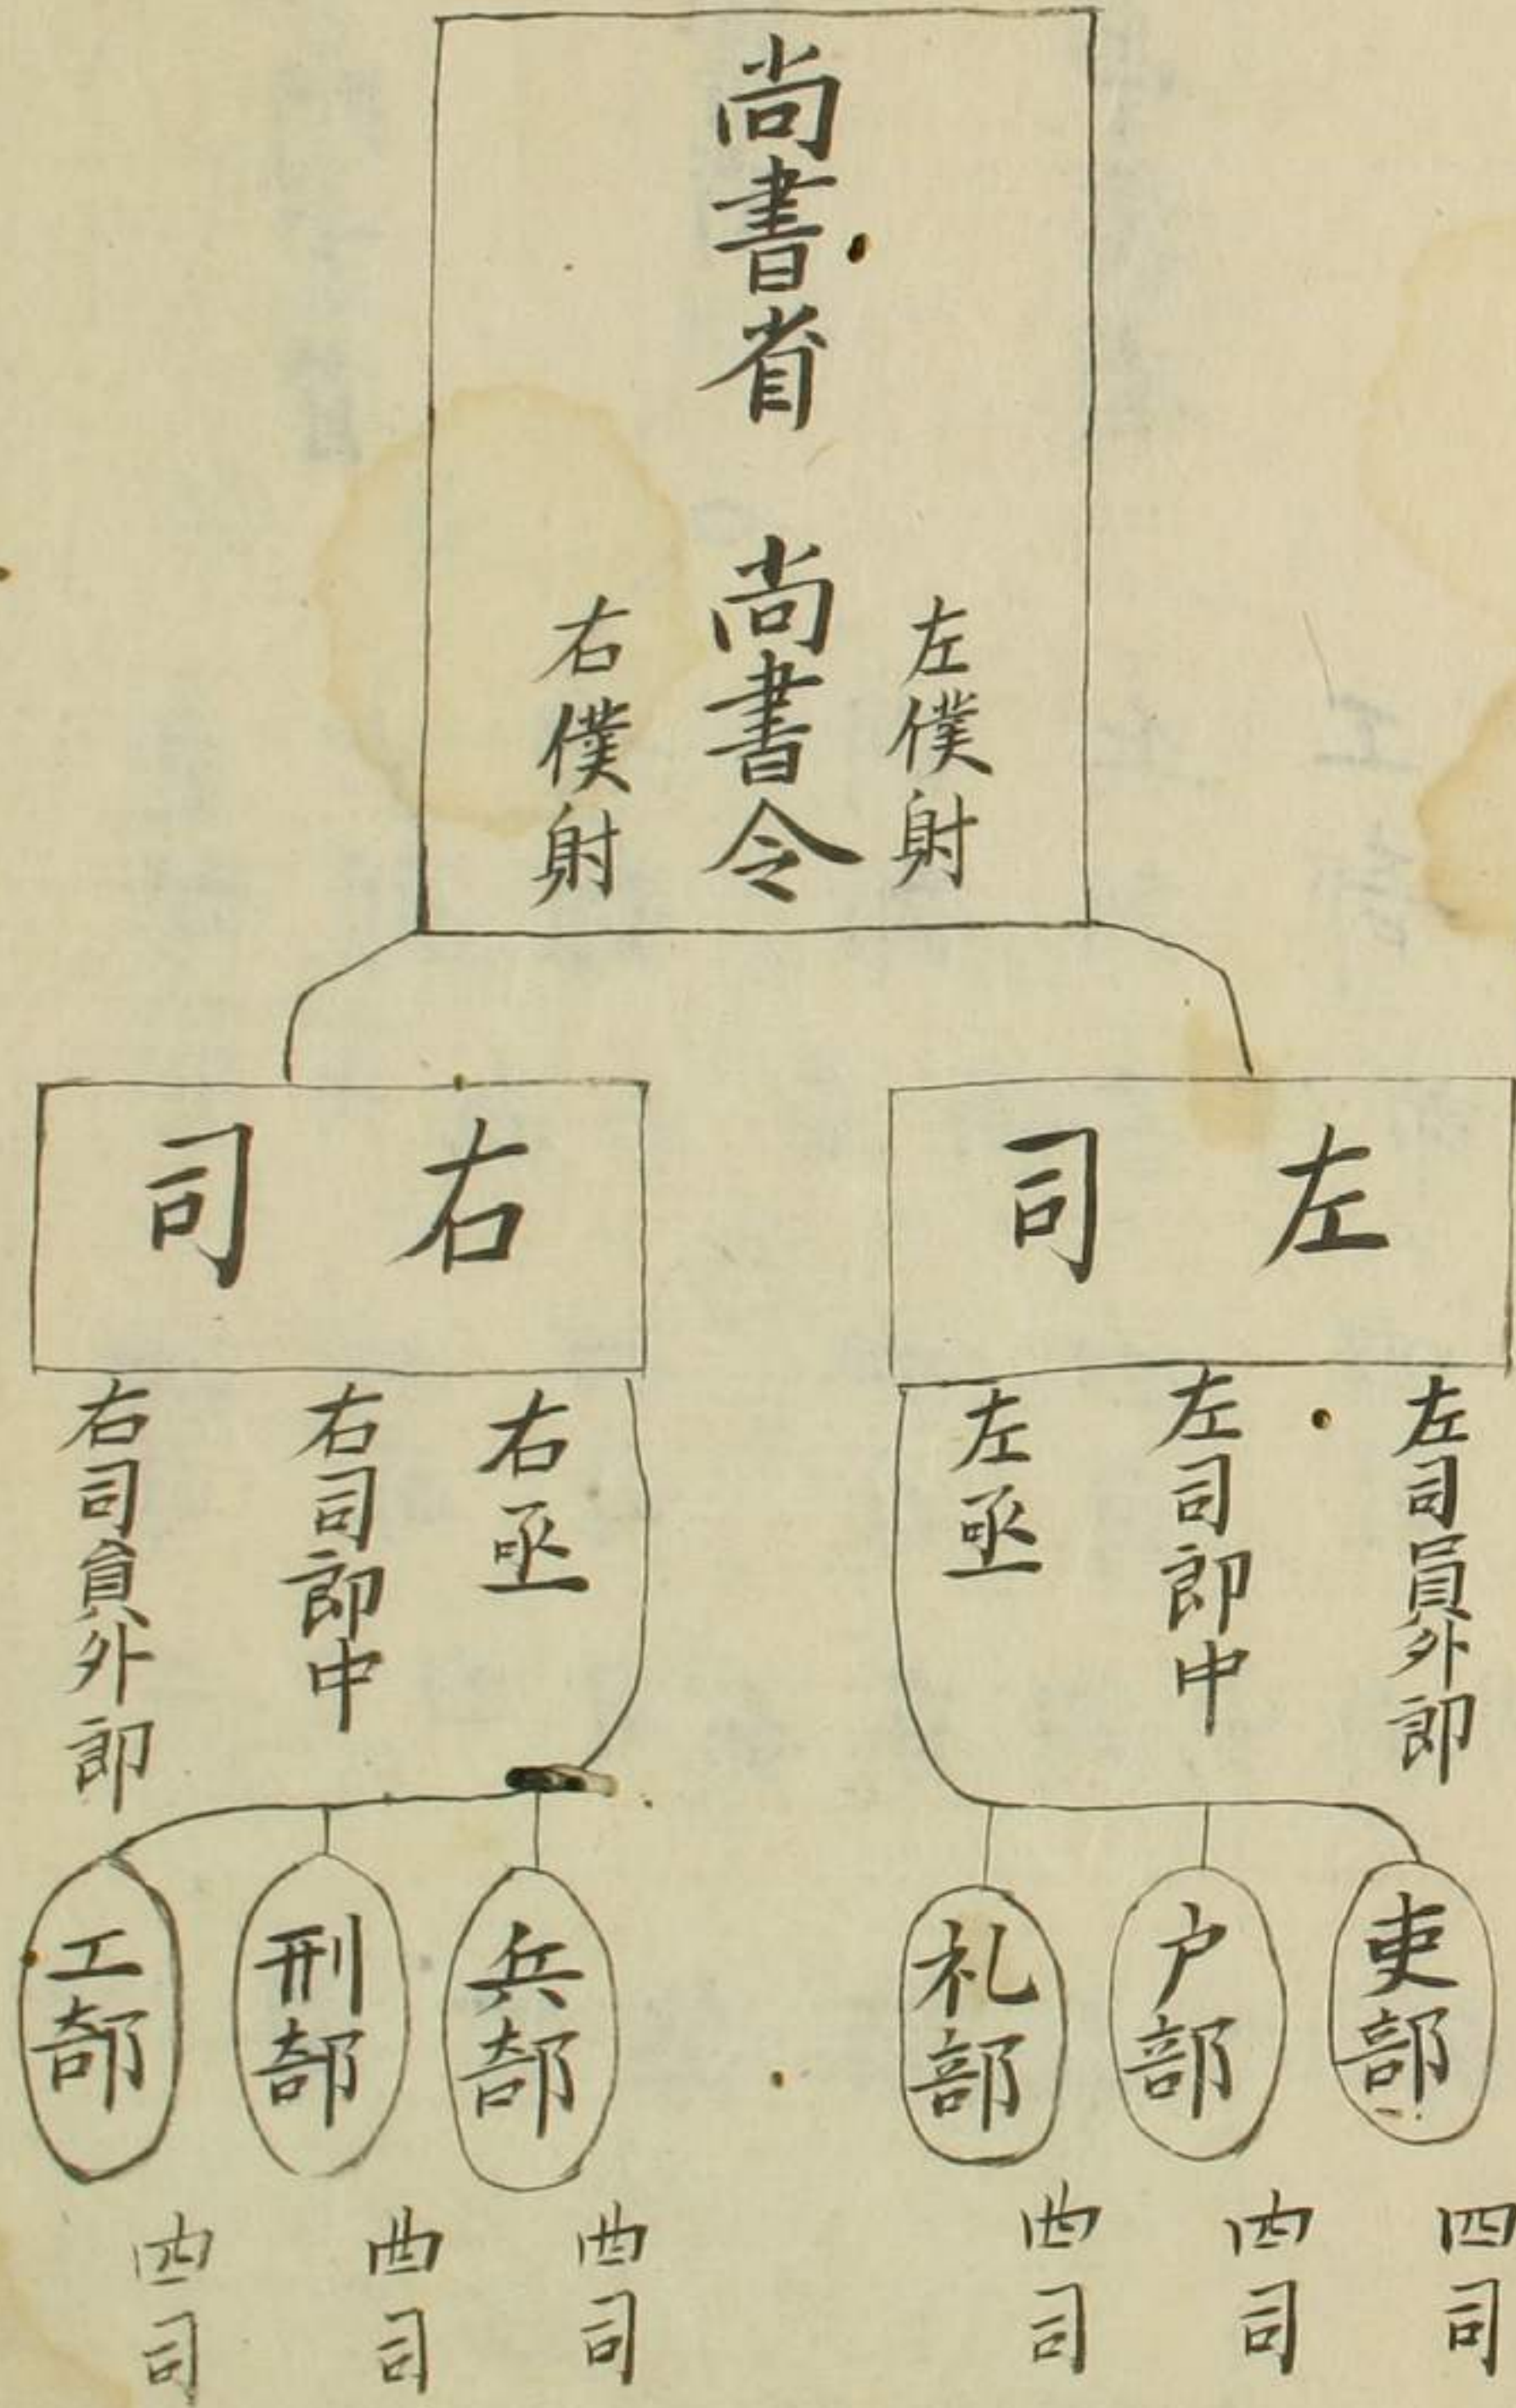 尚書省 尚書令
左僕射
右僕射
左司
右司
左司員外郎
左司郎中
左丞
右丞
右司郎中
右司員外郎
吏部
户部
礼部
兵部
刑部
工部
四司
四司
四司
四司
四司
四司